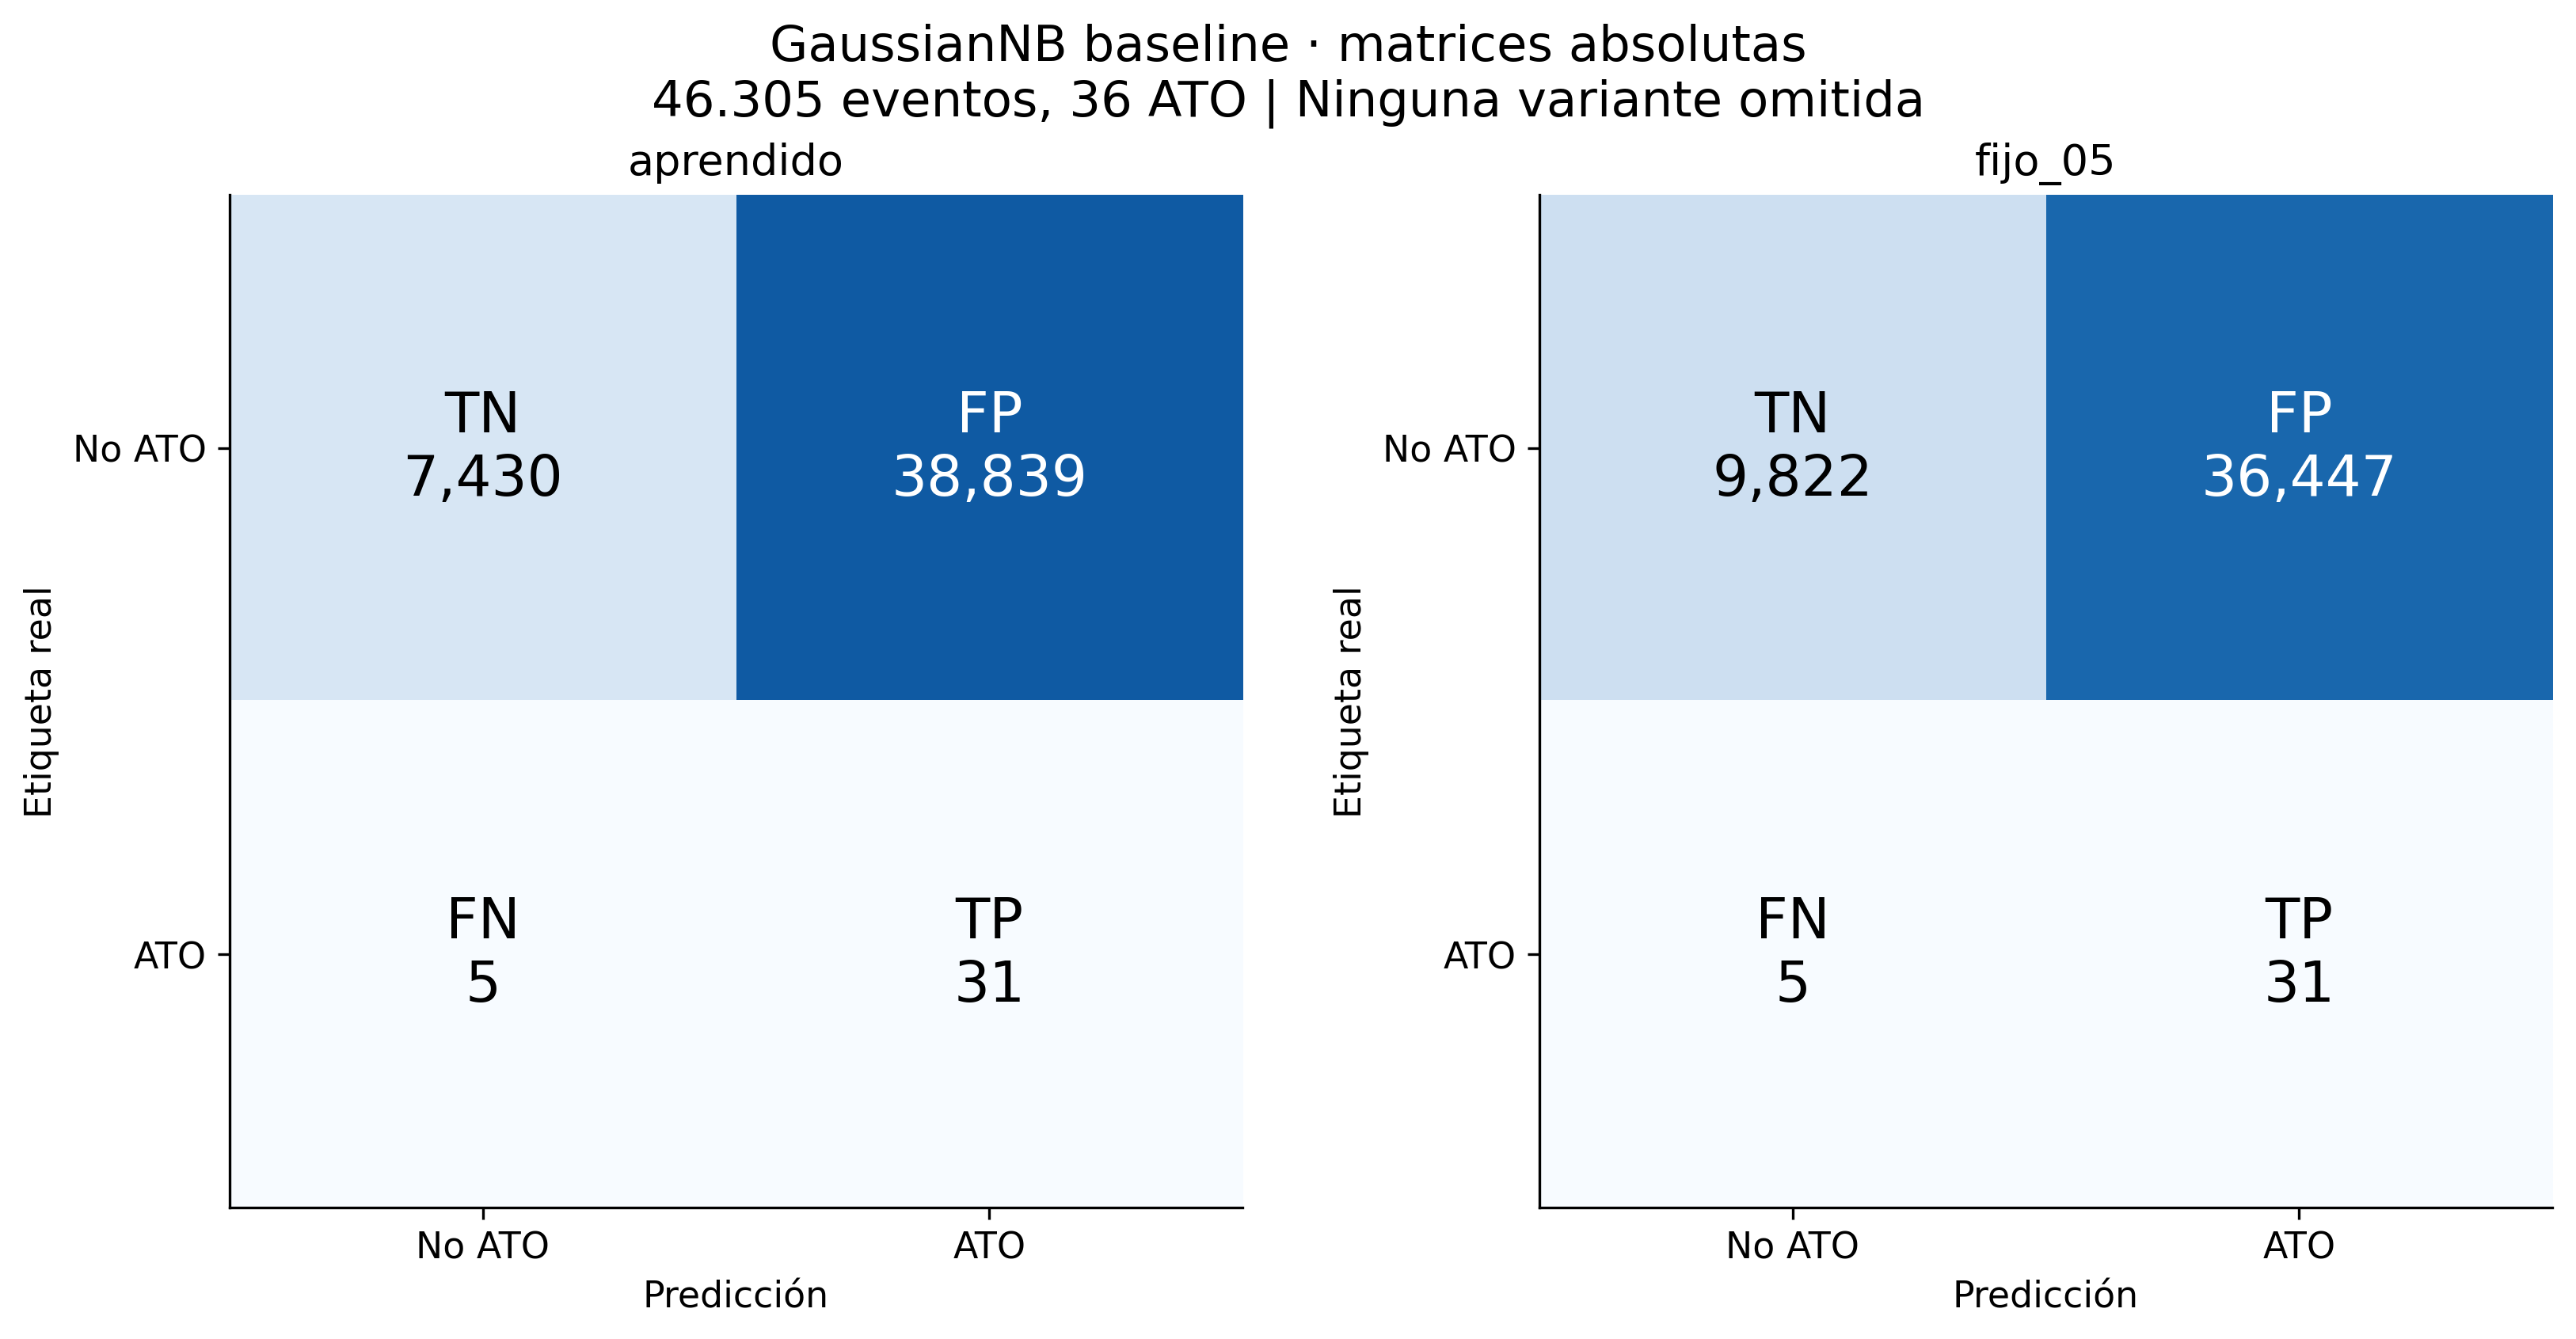 GaussianNB baseline · matrices absolutas
46.305 eventos, 36 ATO | Ninguna variante omitida
aprendido
Etiqueta real
No ATO
ATO
TN
7,430
FP
38,839
FN
5
TP
31
No ATO
ATO
Predicción
fijo_05
Etiqueta real
No ATO
ATO
TN
9,822
FP
36,447
FN
5
TP
31
No ATO
ATO
Predicción